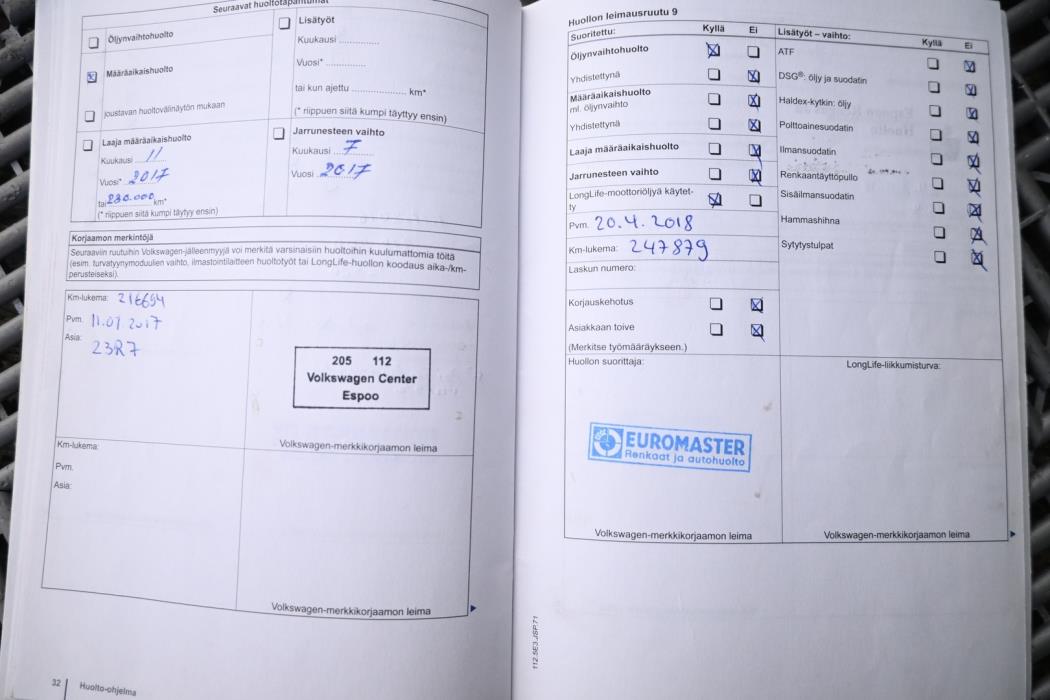 Seuraavat huoltotapahtumat
Öljynvaihtohuolto
Määräaikaishuolto
joustavan huoltovälinäytön mukaan
Lisätyöt
Kuukausi ..............
Vuosi* ..............
tai kun ajettu .................... km*
(* riippuen siitä kumpi täyttyy ensin)
Laaja määräaikaishuolto
Kuukausi 11
Vuosi* 2017
tai 230.000 km*
(* riippuen siitä kumpi täytyy ensin)
Jarrunesteen vaihto
Kuukausi 7
Vuosi 2017
Korjaamon merkintöjä
Seuraaviin ruutuihin Volkswagen-jälleenmyyjä voi merkitä varsinaisiin huoltoihin kuulumattomia töitä
(esim. turvatyynymoduulien vaihto, ilmastointilaitteen huoltotyöt tai LongLife-huollon koodaus aika-/km-
perusteiseksi).
Km-lukema: 216694
Pvm. 11.07.2017
Asia: 23R7
205 112
Volkswagen Center
Espoo
Volkswagen-merkkikorjaamon leima
Km-lukema:
Pvm.
Asia:
Volkswagen-merkkikorjaamon leima
32 Huolto-ohjelma
Huollon leimausruutu 9
Suoritettu: Kyllä Ei
Öljynvaihtohuolto
Yhdistettynä
Määräaikaishuolto
ml. öljynvaihto
Yhdistettynä
Laaja määräaikaishuolto
Jarrunesteen vaihto
LongLife-moottoriöljyä käytet-
ty
Pvm. 20.4.2018
Km-lukema: 247879
Laskun numero:
Korjauskehotus
Asiakkaan toive
(Merkitse työmääräykseen.)
Lisätyöt – vaihto: Kyllä Ei
ATF
DSG®: öljy ja suodatin
Haldex-kytkin: öljy
Polttoainesuodatin
Ilmansuodatin
Renkaantäyttöpullo
Sisäilmansuodatin
Hammashihna
Sytytystulpat
Huollon suorittaja:
EUROMASTER
Renkaat ja autohuolto
Volkswagen-merkkikorjaamon leima
LongLife-liikkumisturva:
Volkswagen-merkkikorjaamon leima
112.5E3.JSP.71